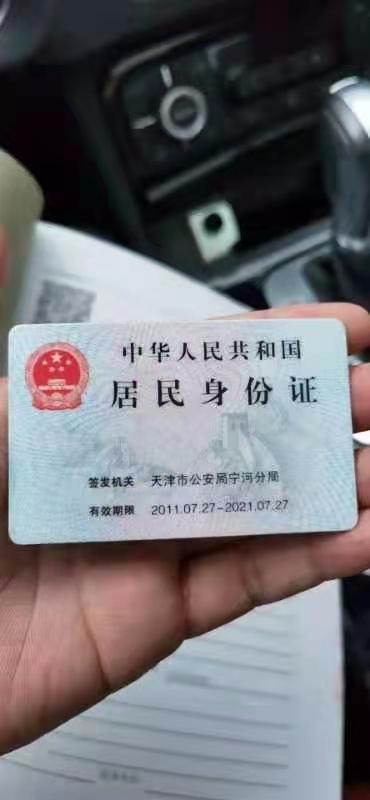 中华人民共和国
居民身份证
签发机关 天津市公安局宁河分局
有效期限 2011.07.27-2021.07.27